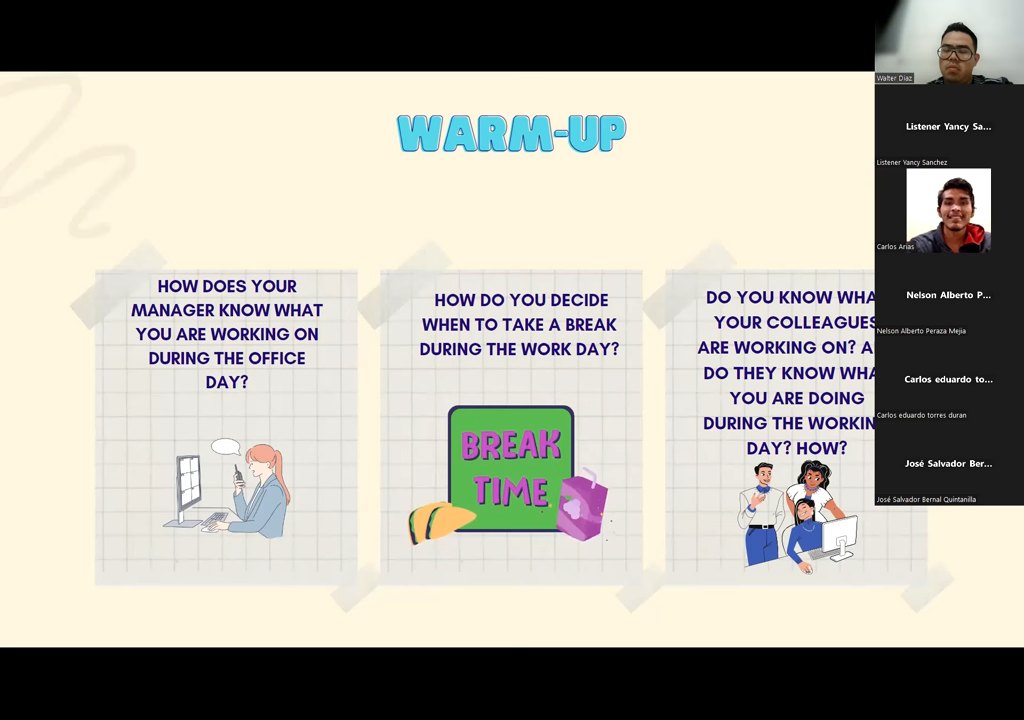 WARM-UP
HOW DOES YOUR
MANAGER KNOW WHAT
YOU ARE WORKING ON
DURING THE OFFICE
DAY?
HOW DO YOU DECIDE
WHEN TO TAKE A BREAK
DURING THE WORK DAY?
BREAK
TIME
DO YOU KNOW WHA
YOUR COLLEAGUES
ARE WORKING ON? A
DO THEY KNOW WHA
YOU ARE DOING
DURING THE WORKIN
DAY? HOW?
Walter Diaz
Listener Yancy Sa...
Listener Yancy Sanchez
Carlos Arias
Nelson Alberto P...
Nelson Alberto Peraza Mejia
Carlos eduardo to...
Carlos eduardo torres duran
José Salvador Ber...
José Salvador Bernal Quintanilla